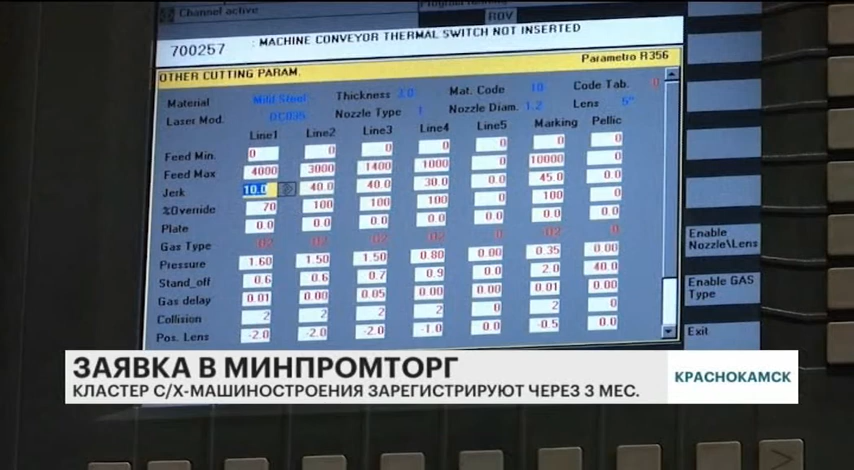 Channel active
ROV
700257 : MACHINE CONVEYOR THERMAL SWITCH NOT INSERTED
OTHER CUTTING PARAM. Parametro R356
Material Mild Steel Thickness 3.0 Mat. Code 10 Code Tab. 0
Laser Mod. DC035 Nozzle Type 1 Nozzle Diam. 1.2 Lens 5"
Line1 Line2 Line3 Line4 Line5 Marking Pellic
Feed Min. 0 0 0 0 0 0 0
Feed Max 4000 3000 1400 1000 0 10000 0
Jerk 10.0 40.0 40.0 30.0 0.0 45.0 0.0
%Override 70 100 100 100 0 100 0
Plate 0.0 0.0 0.0 0.0 0.0 0.0 0.0
Gas Type O2 O2 O2 O2 0 O2 0
Pressure 1.60 1.50 1.50 0.80 0.00 0.35 0.00
Stand_off 0.6 0.6 0.7 0.9 0.0 2.0 40.0
Gas delay 0.01 0.00 0.05 0.00 0.00 0.01 0.00
Collision 2 2 2 2 0 2 0
Pos. Lens -2.0 -2.0 -2.0 -1.0 0.0 -0.5 0.0
Enable
Nozzle\Lens
Enable GAS
Type
Exit
ЗАЯВКА В МИНПРОМТОРГ
КЛАСТЕР С/Х-МАШИНОСТРОЕНИЯ ЗАРЕГИСТРИРУЮТ ЧЕРЕЗ 3 МЕС.
КРАСНОКАМСК